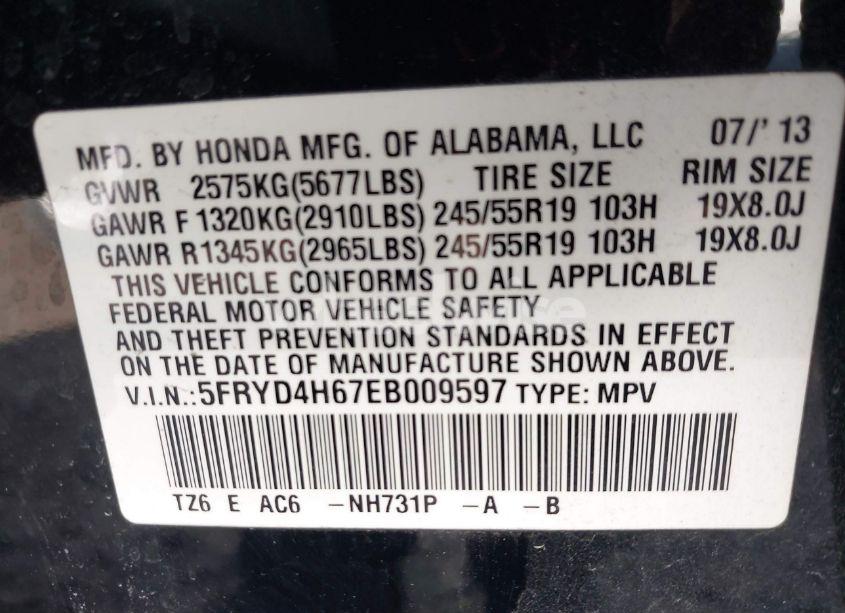 MFD. BY HONDA MFG. OF ALABAMA, LLC 07/' 13
GVWR 2575KG(5677LBS) TIRE SIZE RIM SIZE
GAWR F 1320KG(2910LBS) 245/55R19 103H 19X8.0J
GAWR R1345KG(2965LBS) 245/55R19 103H 19X8.0J
THIS VEHICLE CONFORMS TO ALL APPLICABLE
FEDERAL MOTOR VEHICLE SAFETY
AND THEFT PREVENTION STANDARDS IN EFFECT
ON THE DATE OF MANUFACTURE SHOWN ABOVE.
V.I.N.:5FRYD4H67EB009597 TYPE: MPV
TZ6 E AC6 -NH731P -A -B